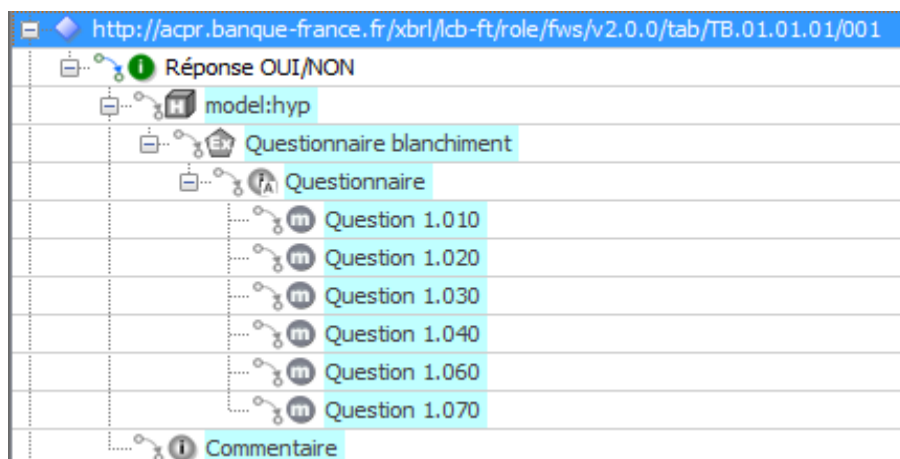 http://acpr.banque-france.fr/xbrl/lcb-ft/role/fws/v2.0.0/tab/TB.01.01.01/001
i Réponse OUI/NON
H model:hyp
Ex Questionnaire blanchiment
iA Questionnaire
m Question 1.010
m Question 1.020
m Question 1.030
m Question 1.040
m Question 1.060
m Question 1.070
i Commentaire